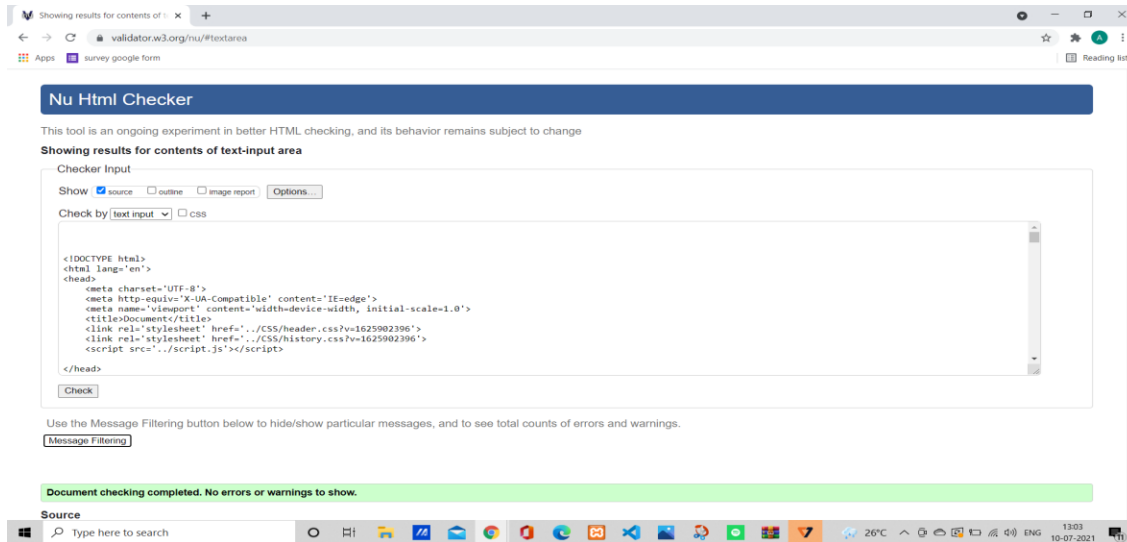 Showing results for contents of t
validator.w3.org/nu/#textarea
A
Apps survey google form Reading list
Nu Html Checker
This tool is an ongoing experiment in better HTML checking, and its behavior remains subject to change
Showing results for contents of text-input area
Checker Input
Show source outline image report Options...
Check by text input css
<!DOCTYPE html>
<html lang='en'>
<head>
<meta charset='UTF-8'>
<meta http-equiv='X-UA-Compatible' content='IE=edge'>
<meta name='viewport' content='width=device-width, initial-scale=1.0'>
<title>Document</title>
<link rel='stylesheet' href='../CSS/header.css?v=1625902396'>
<link rel='stylesheet' href='../CSS/history.css?v=1625902396'>
<script src='../script.js'></script>
</head>
Check
Use the Message Filtering button below to hide/show particular messages, and to see total counts of errors and warnings.
Message Filtering
Document checking completed. No errors or warnings to show.
Source
Type here to search 26°C ENG 13:03
10-07-2021